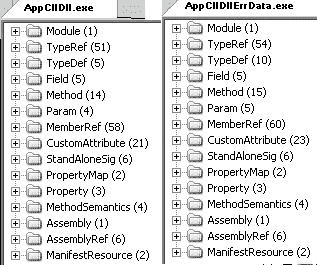 AppCllDll.exe
Module (1)
TypeRef (51)
TypeDef (5)
Field (5)
Method (14)
Param (4)
MemberRef (58)
CustomAttribute (21)
StandAloneSig (6)
PropertyMap (2)
Property (3)
MethodSemantics (4)
Assembly (1)
AssemblyRef (6)
ManifestResource (2)
AppCllDllErrData.exe
Module (1)
TypeRef (54)
TypeDef (10)
Field (5)
Method (15)
Param (5)
MemberRef (60)
CustomAttribute (23)
StandAloneSig (6)
PropertyMap (2)
Property (3)
MethodSemantics (4)
Assembly (1)
AssemblyRef (6)
ManifestResource (2)